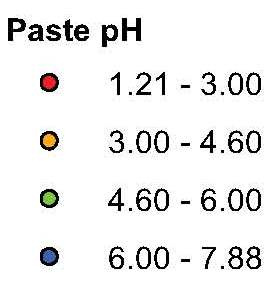 Paste pH
1.21 - 3.00
3.00 - 4.60
4.60 - 6.00
6.00 - 7.88